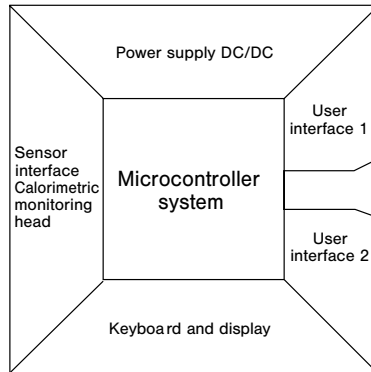 Power supply DC/DC
User
interface 1
Sensor
interface
Calorimetric
monitoring
head
Microcontroller
system
User
interface 2
Keyboard and display